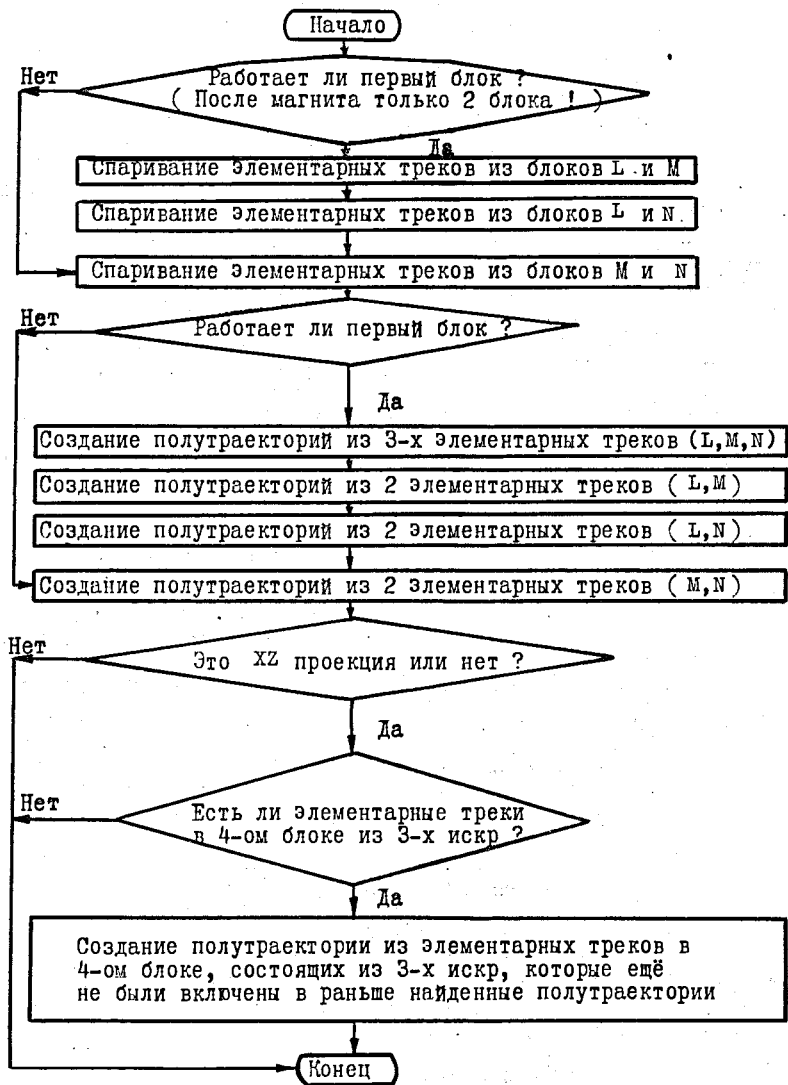 Начало
Нет
Работает ли первый блок ?
( После магнита только 2 блока ! )
Да
Спаривание элементарных треков из блоков L и M
Спаривание элементарных треков из блоков L и N.
Спаривание элементарных треков из блоков M и N
Нет
Работает ли первый блок ?
Да
Создание полутраекторий из 3-х элементарных треков (L,M,N)
Создание полутраекторий из 2 элементарных треков ( L,M)
Создание полутраекторий из 2 элементарных треков ( L,N)
Создание полутраекторий из 2 элементарных треков ( M,N)
Нет
Это XZ проекция или нет ?
Да
Нет
Есть ли элементарные треки
в 4-ом блоке из 3-х искр ?
Да
Создание полутраектории из элементарных треков в
4-ом блоке, состоящих из 3-х искр, которые ещё
не были включены в раньше найденные полутраектории
Конец